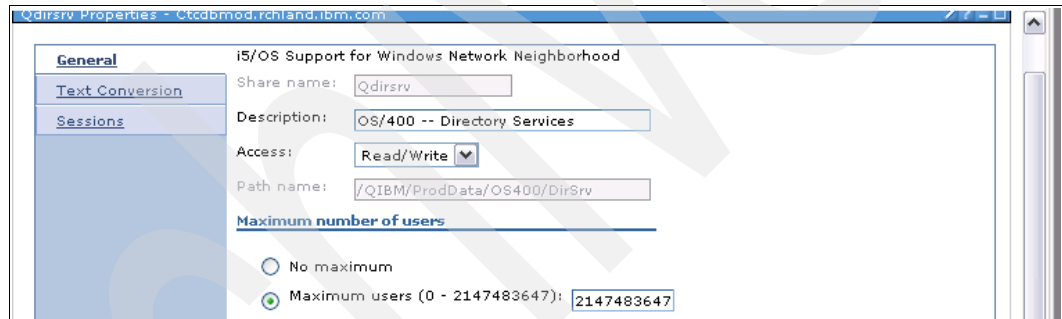 Qdirsrv Properties - Ctcdbmod.rchland.ibm.com
General
Text Conversion
Sessions
i5/OS Support for Windows Network Neighborhood
Share name: Qdirsrv
Description: OS/400 -- Directory Services
Access: Read/Write
Path name: /QIBM/ProdData/OS400/DirSrv
Maximum number of users
No maximum
Maximum users (0 - 2147483647): 2147483647